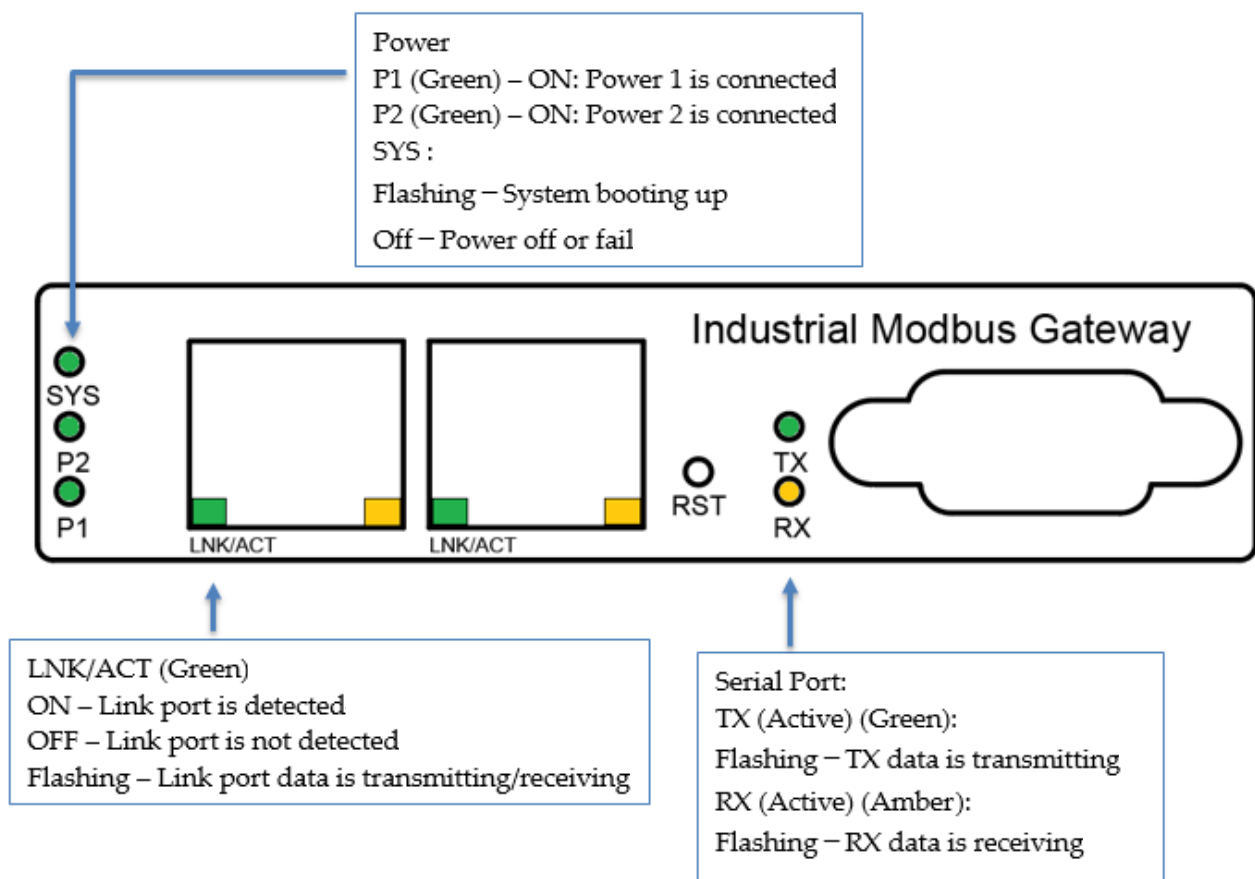 Power
P1 (Green) – ON: Power 1 is connected
P2 (Green) – ON: Power 2 is connected
SYS :
Flashing – System booting up
Off – Power off or fail
Industrial Modbus Gateway
SYS
P2
P1
LNK/ACT
LNK/ACT
RST
TX
RX
LNK/ACT (Green)
ON – Link port is detected
OFF – Link port is not detected
Flashing – Link port data is transmitting/receiving
Serial Port:
TX (Active) (Green):
Flashing – TX data is transmitting
RX (Active) (Amber):
Flashing – RX data is receiving